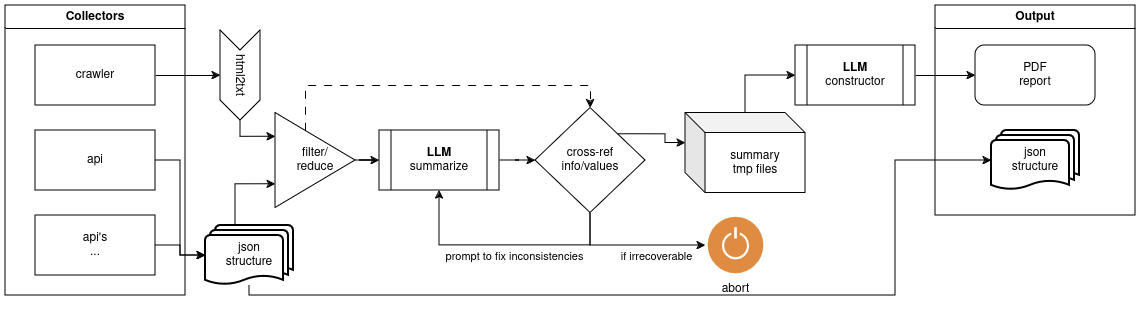 Collectors
crawler
api
api's
...
html2txt
json
structure
filter/
reduce
LLM
summarize
cross-ref
info/values
prompt to fix inconsistencies
if irrecoverable
abort
summary
tmp files
LLM
constructor
Output
PDF
report
json
structure